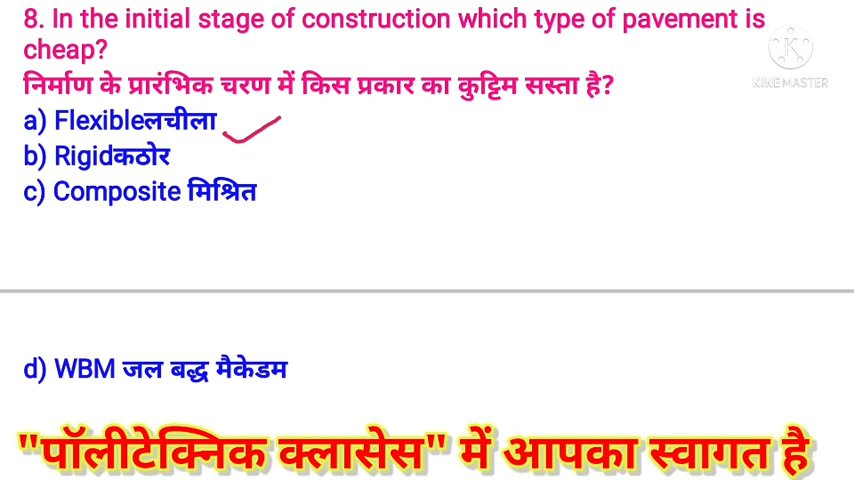 8. In the initial stage of construction which type of pavement is
cheap?
निर्माण के प्रारंभिक चरण में किस प्रकार का कुट्टिम सस्ता है?
a) Flexibleलचीला
b) Rigidकठोर
c) Composite मिश्रित
d) WBM जल बद्ध मैकेडम
"पॉलीटेक्निक क्लासेस" में आपका स्वागत है
K
KINEMASTER